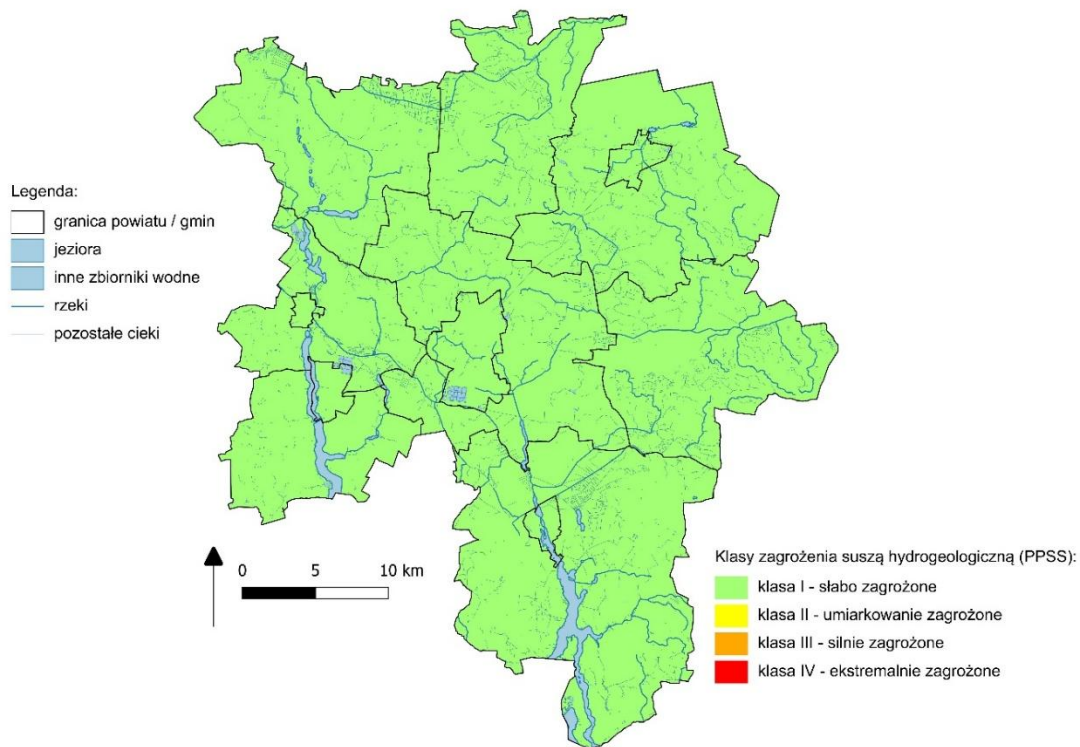 Legenda:
granica powiatu / gmin
jeziora
inne zbiorniki wodne
rzeki
pozostałe cieki
0 5 10 km
Klasy zagrożenia suszą hydrogeologiczną (PPSS):
klasa I - słabo zagrożone
klasa II - umiarkowanie zagrożone
klasa III - silnie zagrożone
klasa IV - ekstremalnie zagrożone